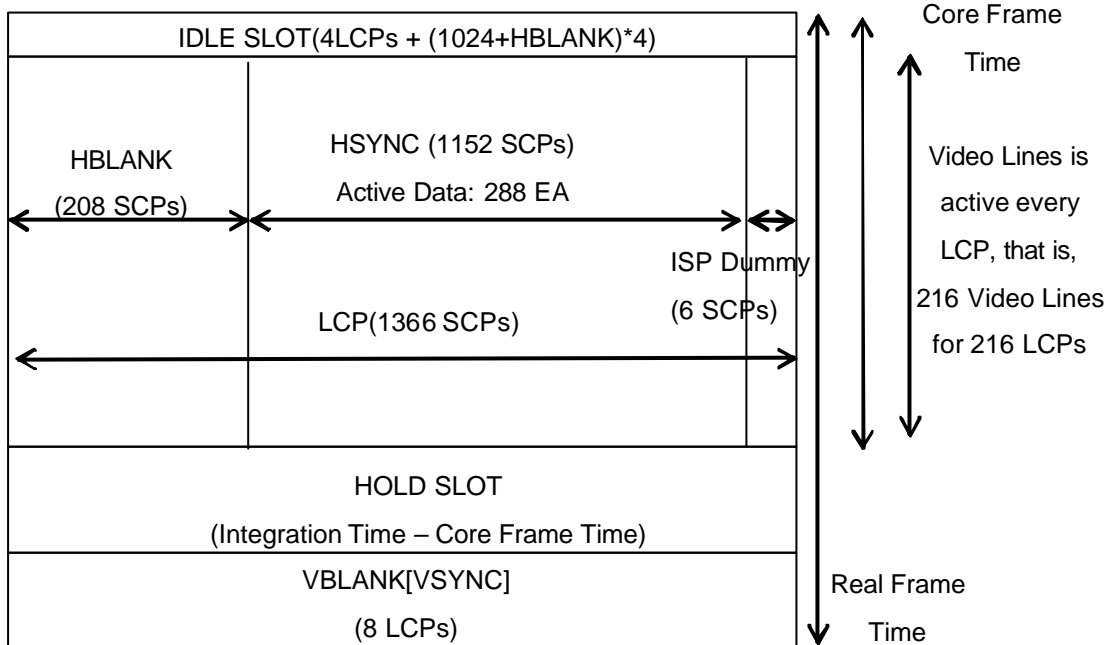 IDLE SLOT(4LCPs + (1024+HBLANK)*4)
Core Frame
Time
HBLANK
(208 SCPs)
HSYNC (1152 SCPs)
Active Data: 288 EA
ISP Dummy
(6 SCPs)
LCP(1366 SCPs)
Video Lines is
active every
LCP, that is,
216 Video Lines
for 216 LCPs
HOLD SLOT
(Integration Time – Core Frame Time)
VBLANK[VSYNC]
(8 LCPs)
Real Frame
Time